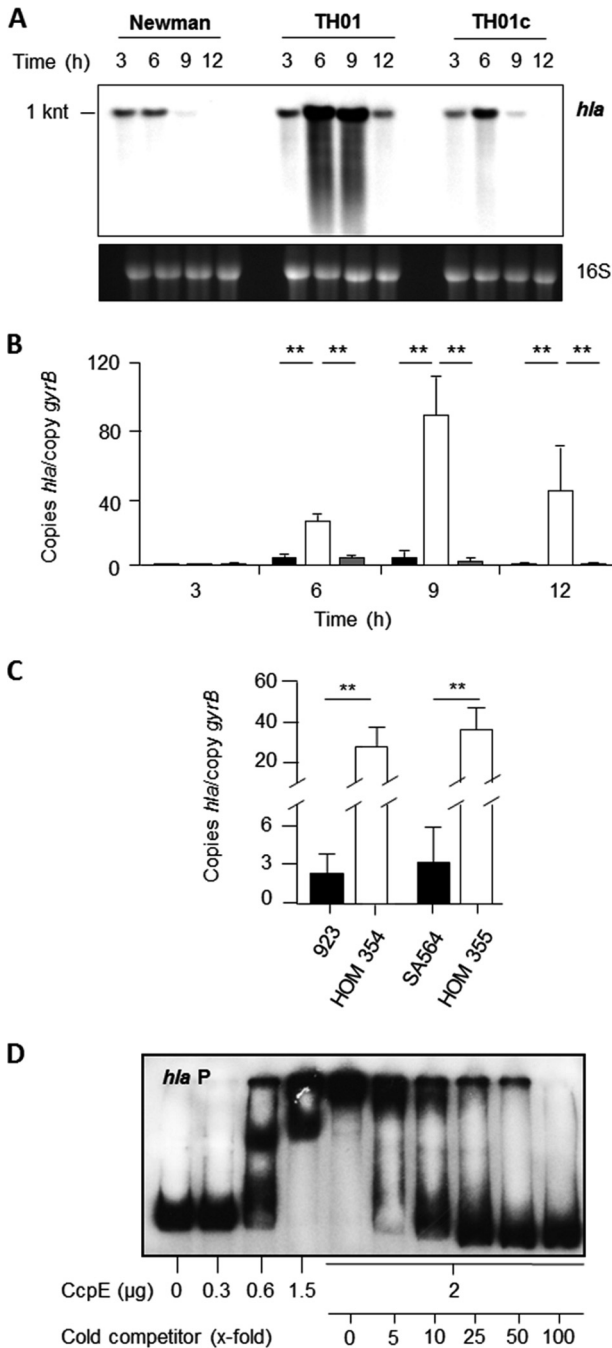 A
Newman TH01 TH01c
Time (h) 3 6 9 12 3 6 9 12 3 6 9 12
1 knt hla
16S
B
** ** ** ** ** **
120
80
40
0
Copies hla/copy gyrB
3 6 9 12
Time (h)
C
** **
60
40
20
6
3
0
Copies hla/copy gyrB
923 HOM 354 SA564 HOM 355
D
hla P
CcpE (µg) 0 0.3 0.6 1.5 2
Cold competitor (x-fold) 0 5 10 25 50 100